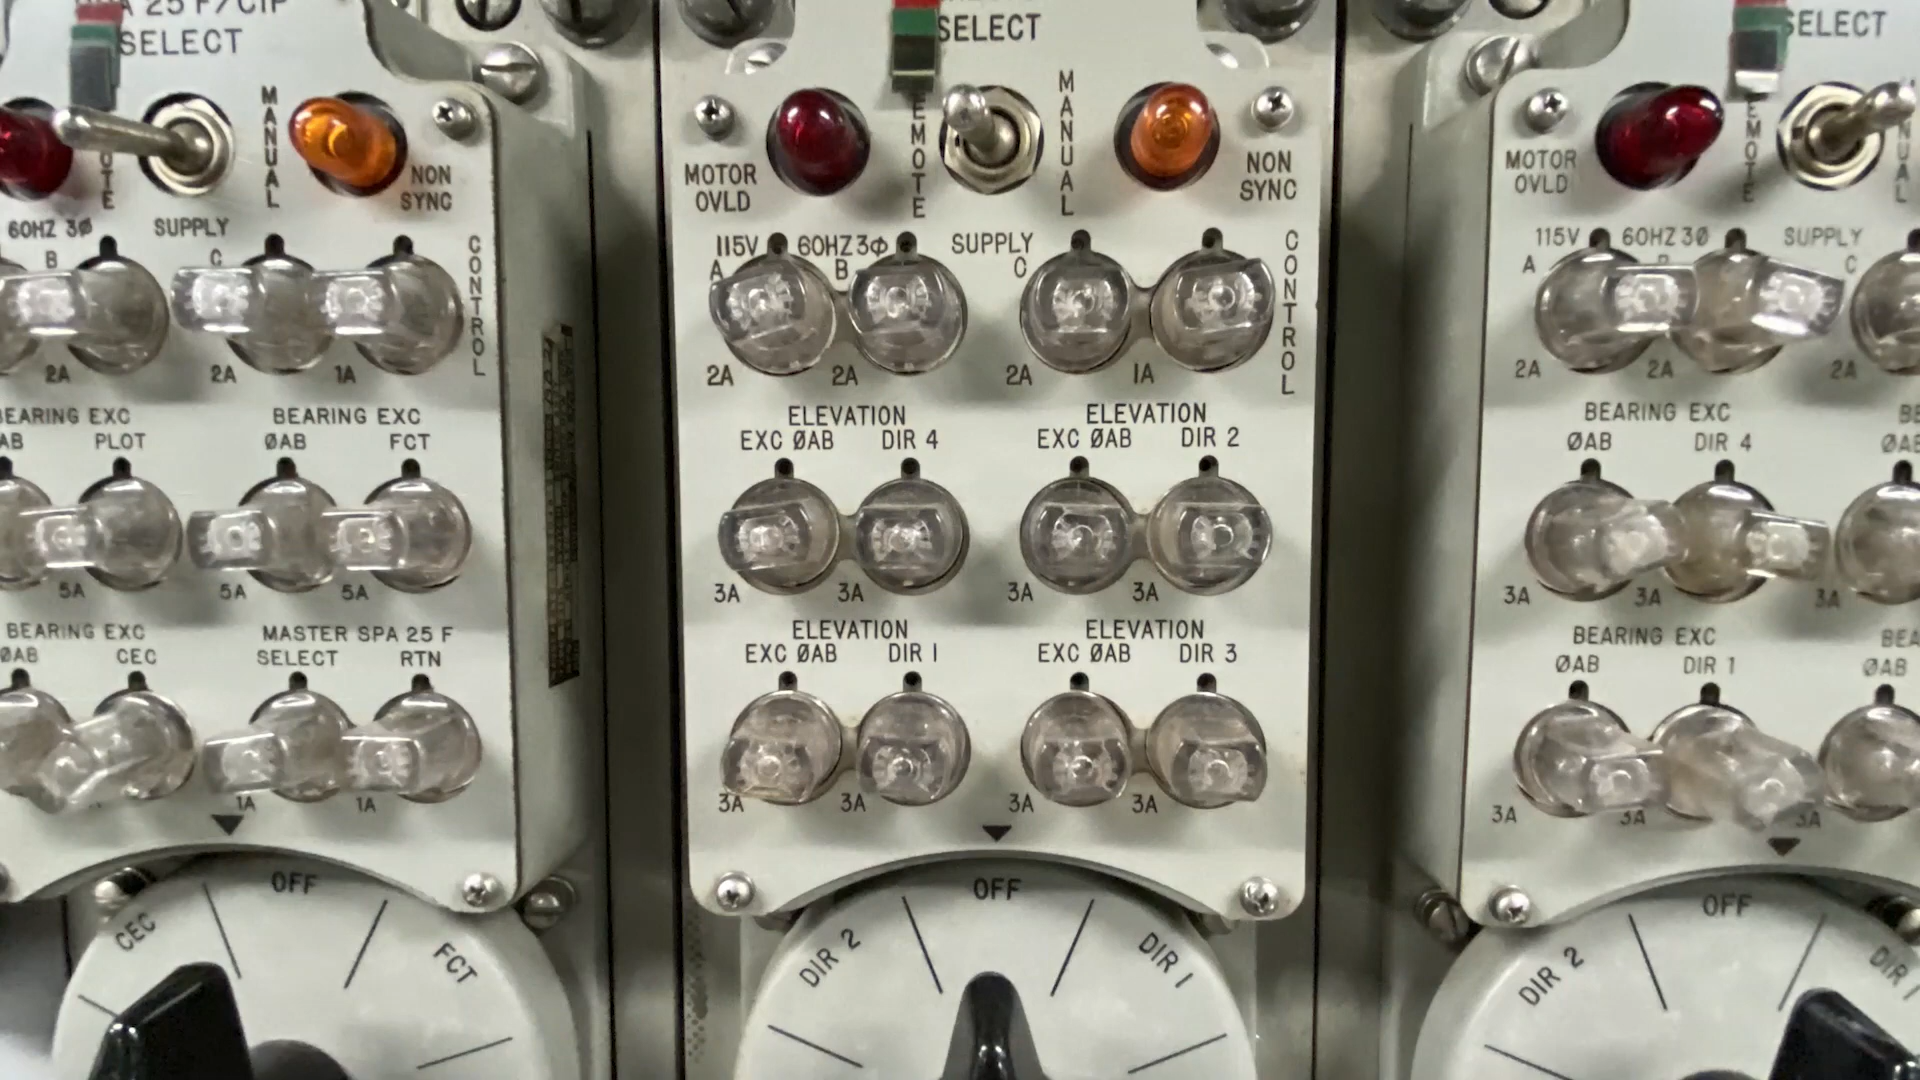 25 F/CIP
SELECT
MANUAL
NON
SYNC
60HZ 3Ø SUPPLY
B C
CONTROL
2A 2A 1A
BEARING EXC BEARING EXC
PLOT ØAB FCT
5A 5A 5A
BEARING EXC MASTER SPA 25 F
ØAB CEC SELECT RTN
1A 1A
OFF
CEC
FCT
SELECT
MOTOR
OVLD
MANUAL
NON
SYNC
115V 60HZ 3Φ SUPPLY
A B C
CONTROL
2A 2A 2A 1A
ELEVATION ELEVATION
EXC ØAB DIR 4 EXC ØAB DIR 2
3A 3A 3A 3A
ELEVATION ELEVATION
EXC ØAB DIR 1 EXC ØAB DIR 3
3A 3A 3A 3A
OFF
DIR 2
DIR 1
SELECT
MOTOR
OVLD
115V 60HZ 3Ø SUPPLY
A B C
2A 2A 2A
BEARING EXC
ØAB DIR 4 ØAB
3A 3A 3A
BEARING EXC
ØAB DIR 1 ØAB
3A 3A 3A
OFF
DIR 2
DIR 1